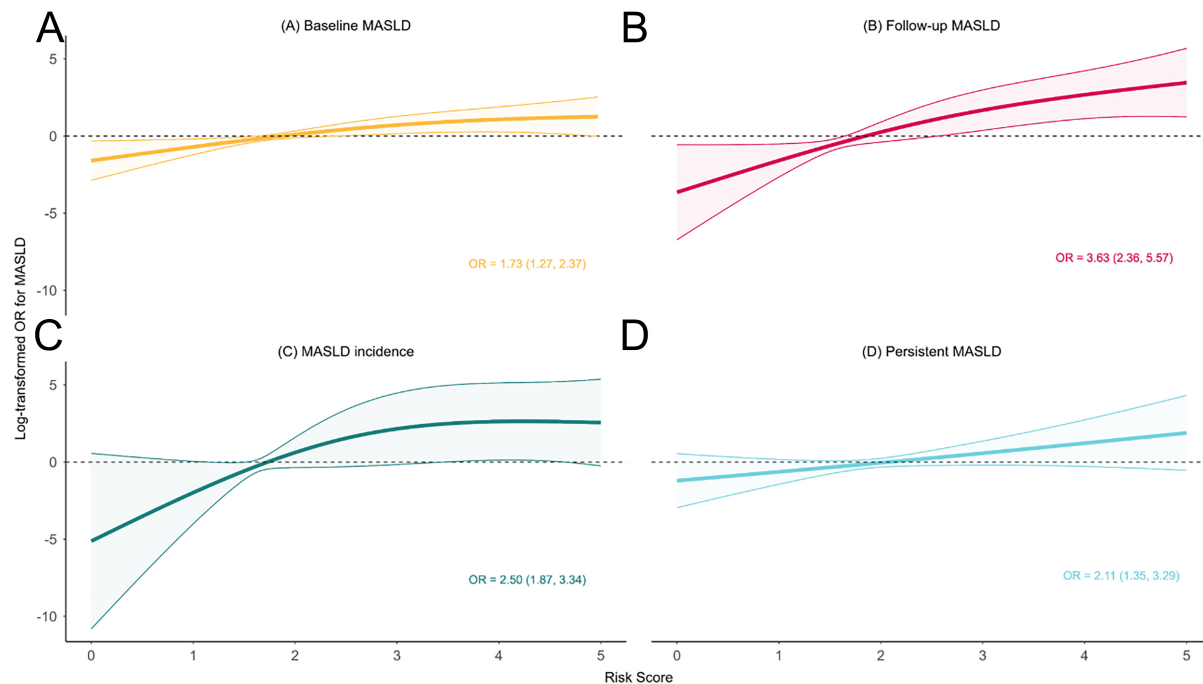 A
(A) Baseline MASLD
B
(B) Follow-up MASLD
5
0
-5
-10
OR = 1.73 (1.27, 2.37)
OR = 3.63 (2.36, 5.57)
Log-transformed OR for MASLD
C
(C) MASLD incidence
D
(D) Persistent MASLD
5
0
-5
-10
OR = 2.50 (1.87, 3.34)
OR = 2.11 (1.35, 3.29)
0 1 2 3 4 5
0 1 2 3 4 5
Risk Score